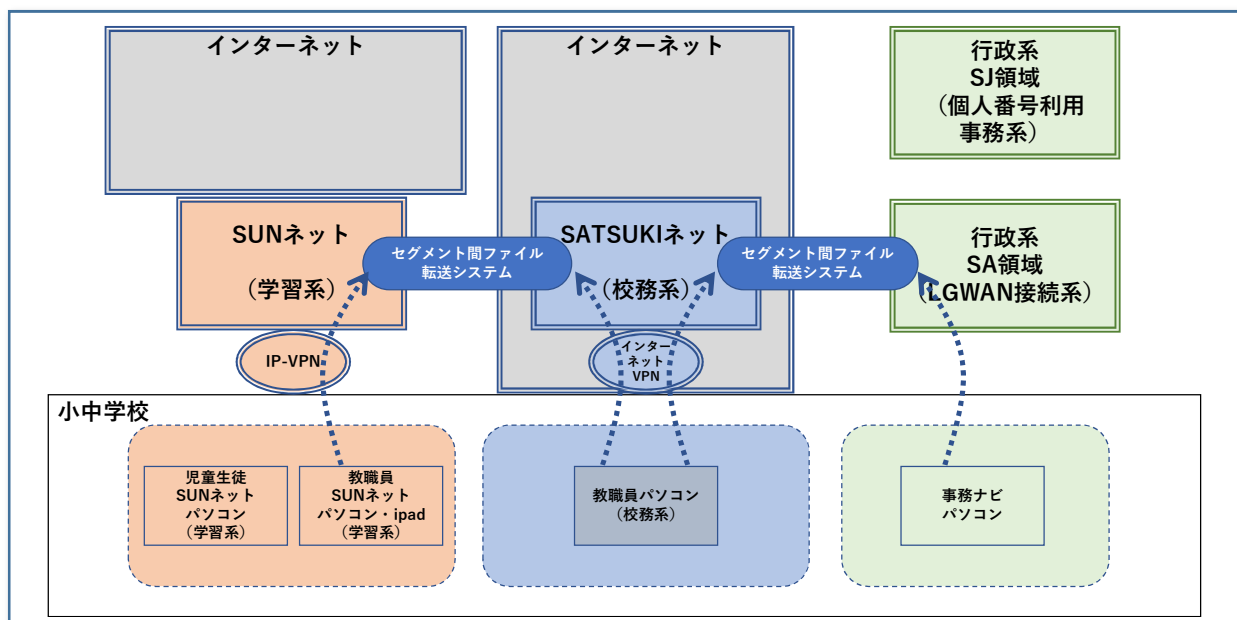 インターネット
インターネット
行政系
SJ領域
（個人番号利用
事務系）
SUNネット
（学習系）
セグメント間ファイル
転送システム
SATSUKIネット
（校務系）
セグメント間ファイル
転送システム
行政系
SA領域
（LGWAN接続系）
IP-VPN
インター
ネット
VPN
小中学校
児童生徒
SUNネット
パソコン
（学習系）
教職員
SUNネット
パソコン・ipad
（学習系）
教職員パソコン
（校務系）
事務ナビ
パソコン